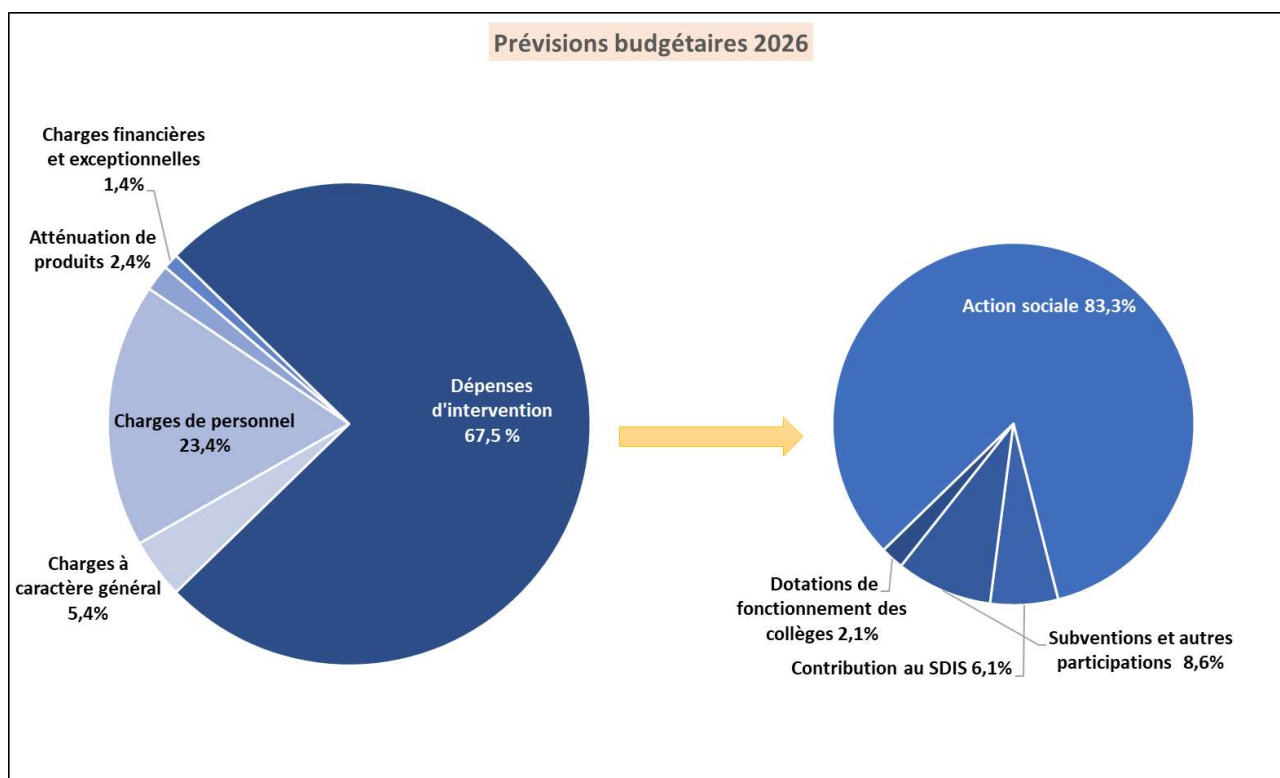 Prévisions budgétaires 2026
Charges financières
et exceptionnelles
1,4%
Atténuation de
produits 2,4%
Charges de personnel
23,4%
Charges à
caractère général
5,4%
Dépenses
d'intervention
67,5 %
Action sociale 83,3%
Dotations de
fonctionnement des
collèges 2,1%
Contribution au SDIS 6,1%
Subventions et autres
participations 8,6%